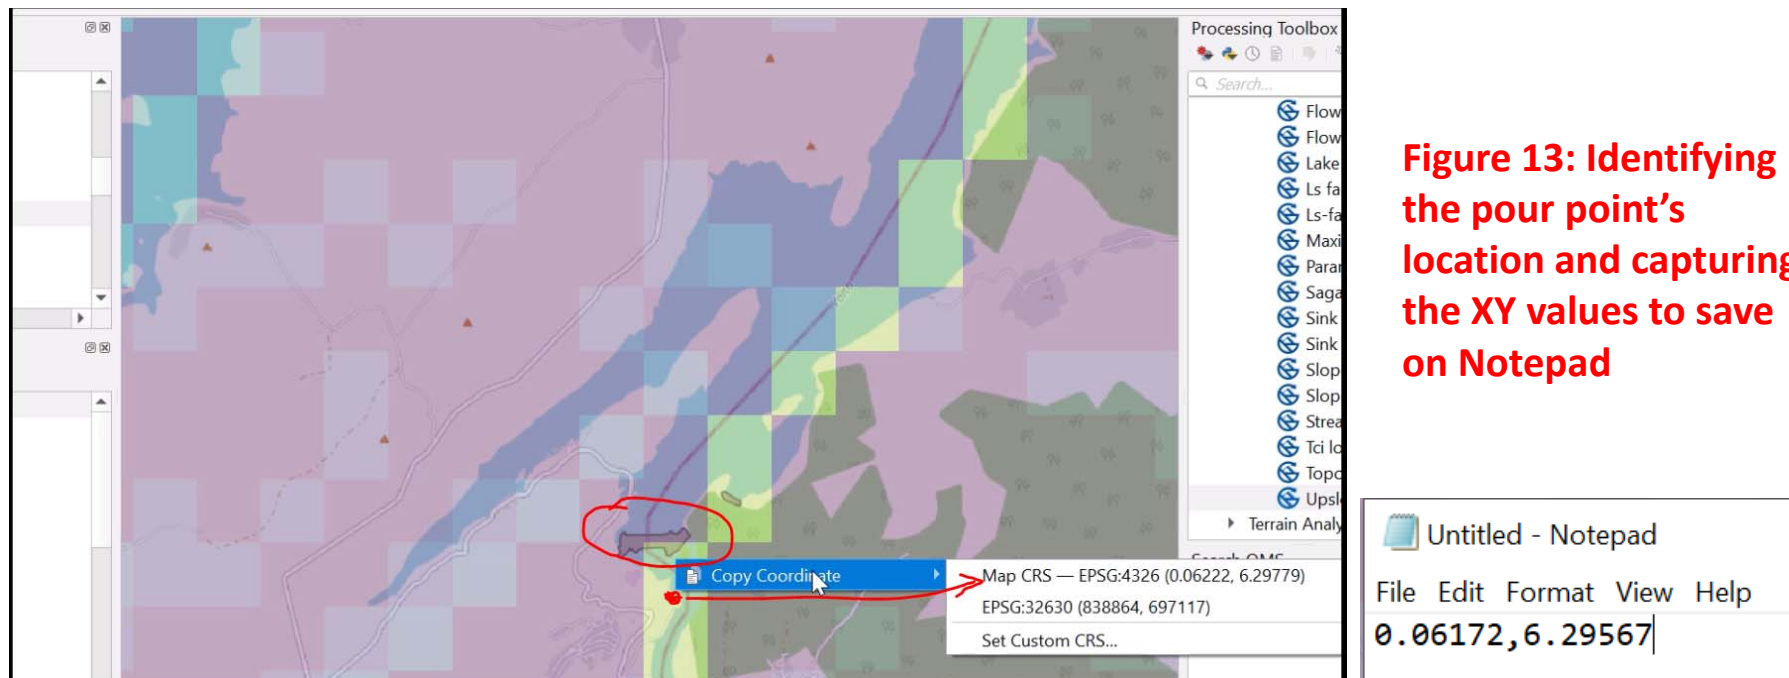 Processing Toolbox
Search...
Flow
Flow
Lake
Ls fa
Ls-fa
Maxi
Parar
Saga
Sink
Sink
Slop
Slop
Strea
Tci lo
Topo
Upsl
Terrain Analy
Copy Coordinate
Map CRS — EPSG:4326 (0.06222, 6.29779)
EPSG:32630 (838864, 697117)
Set Custom CRS...
Figure 13: Identifying
the pour point’s
location and capturing
the XY values to save
on Notepad
Untitled - Notepad
File Edit Format View Help
0.06172,6.29567